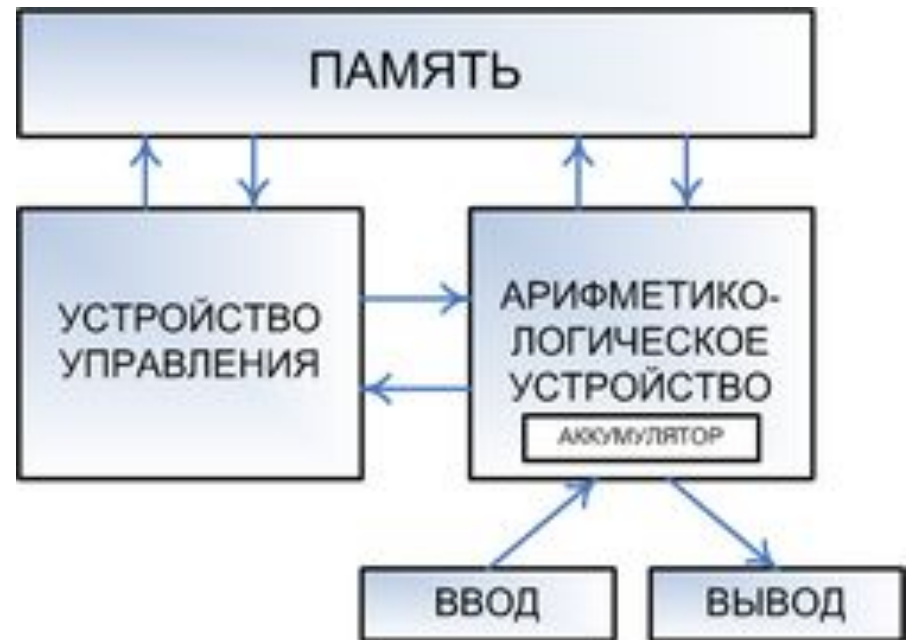 ПАМЯТЬ
УСТРОЙСТВО
УПРАВЛЕНИЯ
АРИФМЕТИКО-
ЛОГИЧЕСКОЕ
УСТРОЙСТВО
АККУМУЛЯТОР
ВВОД
ВЫВОД